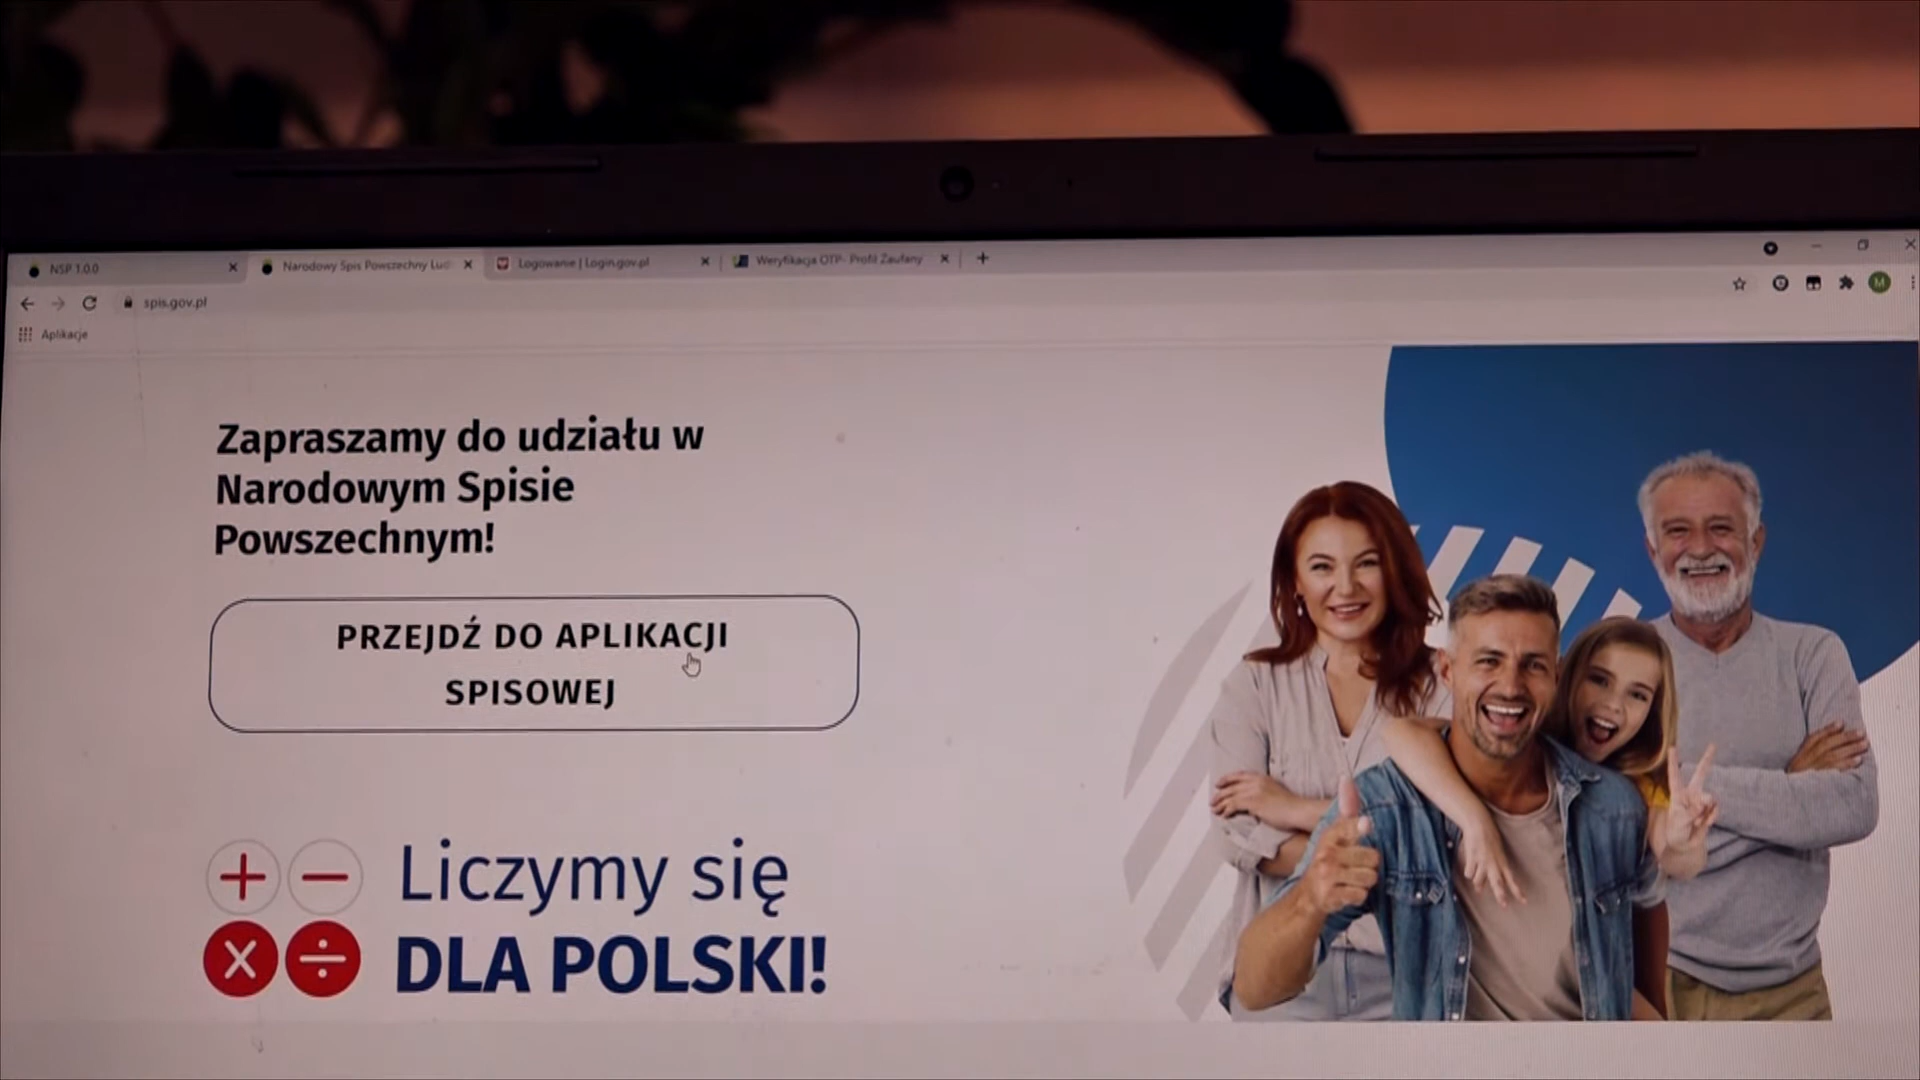 NSP 1.0.0
Narodowy Spis Powszechny Lud
Logowanie | Login.gov.pl
Weryfikacja OTP- Profil Zaufany
spis.gov.pl
M
Aplikacje
Zapraszamy do udziału w
Narodowym Spisie
Powszechnym!
PRZEJDŹ DO APLIKACJI
SPISOWEJ
Liczymy się
DLA POLSKI!